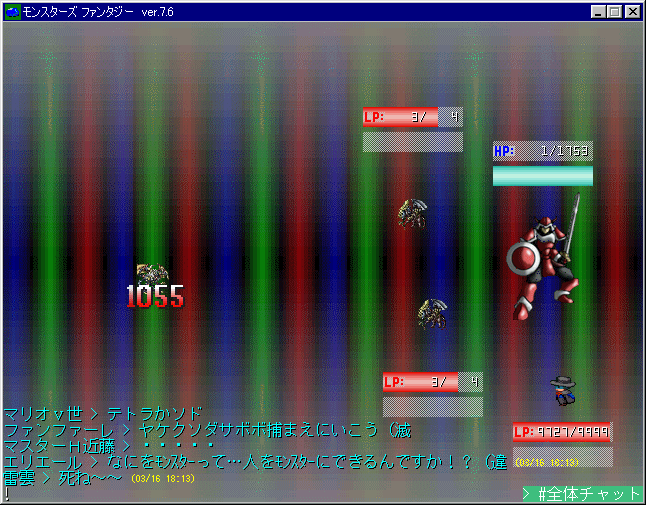 モンスターズ ファンタジー ver.7.6
LP: 3/ 4
HP: 1/1753
1055
LP: 3/ 4
マリオｖ世 > テトラかソド
LP:9727/9999
ファンファーレ > ヤケクソダサボボ捕まえにいこう（滅
マスターH近藤 > ・・・・・
エリエール > なにをﾓﾝｽﾀｰって…人をﾓﾝｽﾀｰにできるんですか！？（違 (03/16 18:13)
雷雲 > 死ね～～ (03/16 18:13)
> #全体チャット